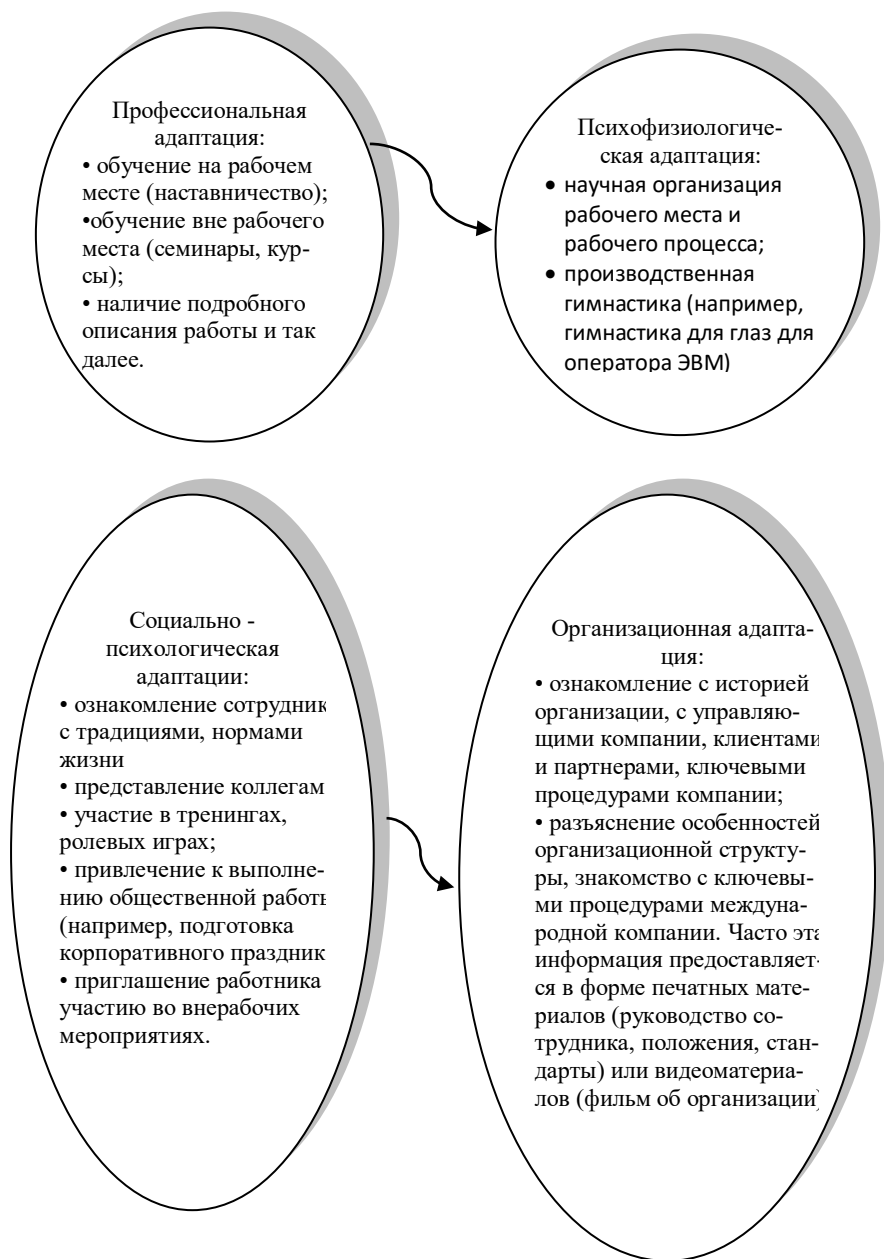 Профессиональная
адаптация:
• обучение на рабочем
месте (наставничество);
•обучение вне рабочего
места (семинары, кур-
сы);
• наличие подробного
описания работы и так
далее.
Психофизиологиче-
ская адаптация:
• научная организация
рабочего места и
рабочего процесса;
• производственная
гимнастика (например,
гимнастика для глаз для
оператора ЭВМ)
Социально -
психологическая
адаптации:
• ознакомление сотрудник
с традициями, нормами
жизни
• представление коллегам
• участие в тренингах,
ролевых играх;
• привлечение к выполне-
нию общественной работы
(например, подготовка
корпоративного праздник
• приглашение работника
участию во внерабочих
мероприятиях.
Организационная адапта-
ция:
• ознакомление с историей
организации, с управляю-
щими компании, клиентами
и партнерами, ключевыми
процедурами компании;
• разъяснение особенностей
организационной структу-
ры, знакомство с ключевы-
ми процедурами междуна-
родной компании. Часто эта
информация предоставляет-
ся в форме печатных мате-
риалов (руководство со-
трудника, положения, стан-
дарты) или видеоматериа-
лов (фильм об организации)